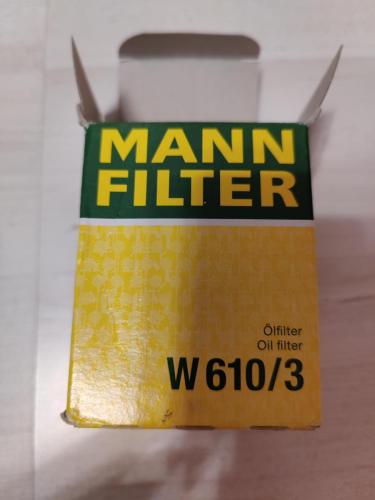 MANN
FILTER
Ölfilter
Oil filter
W 610/3